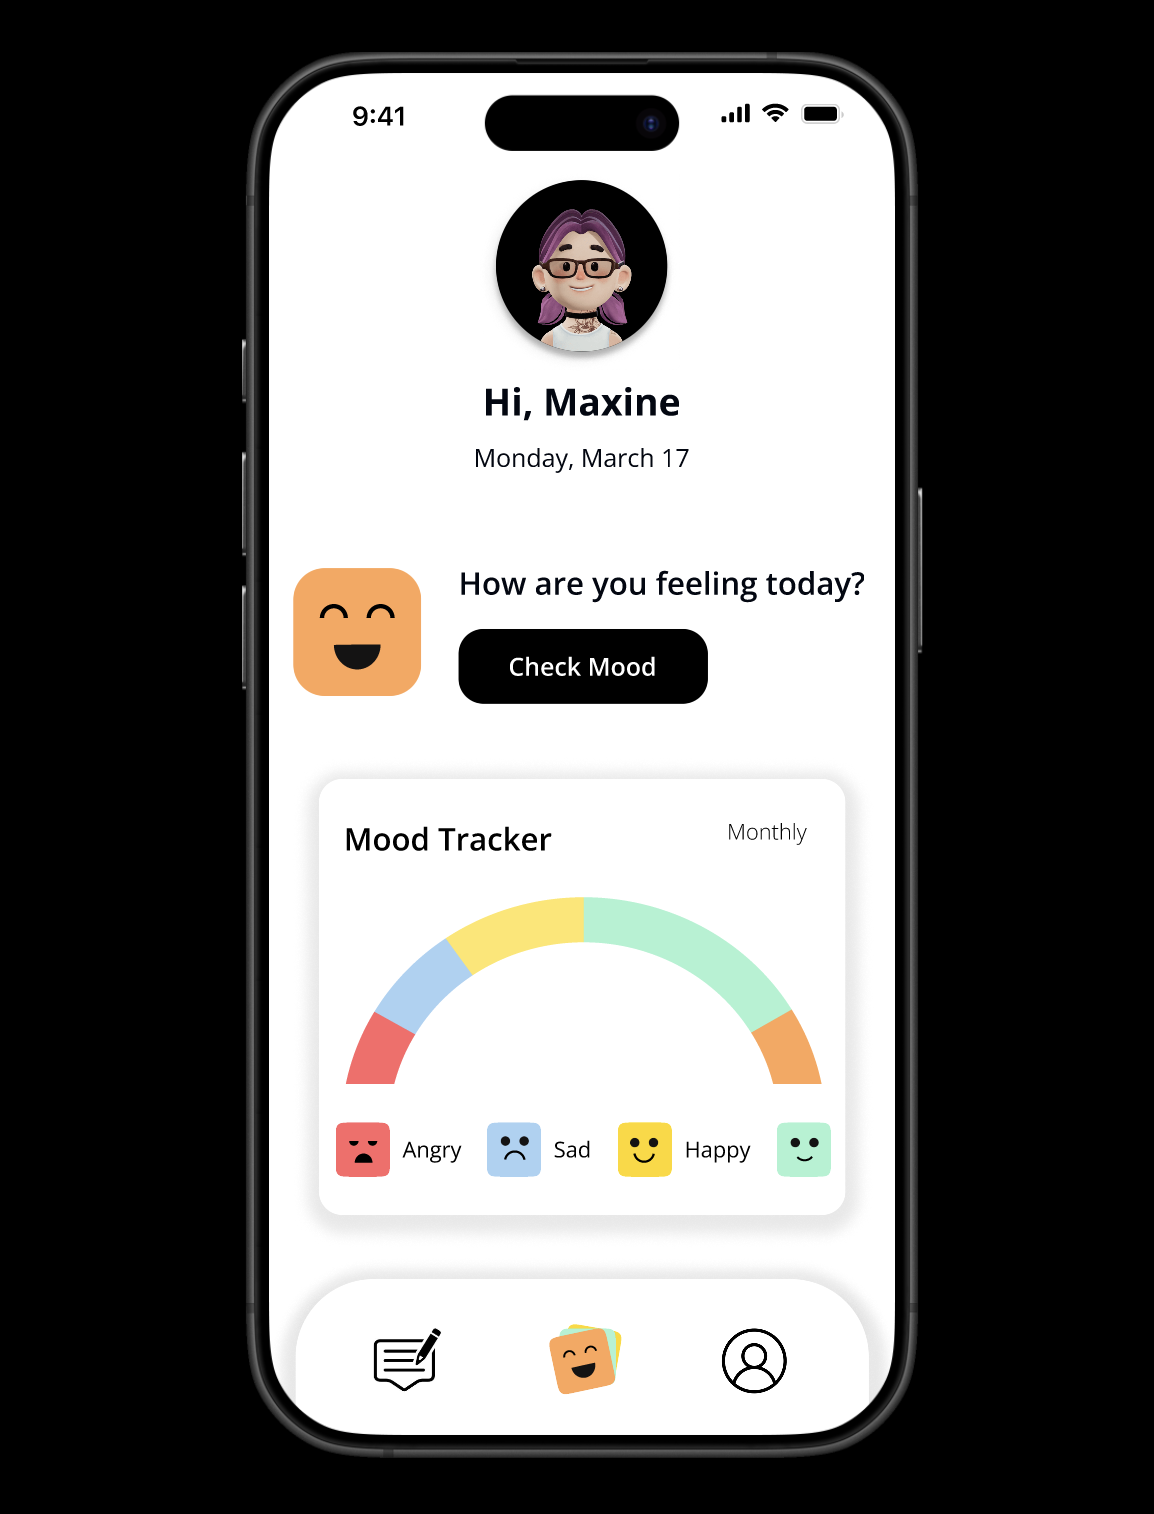 9:41
Hi, Maxine
Monday, March 17
How are you feeling today?
Check Mood
Mood Tracker
Monthly
Angry
Sad
Happy